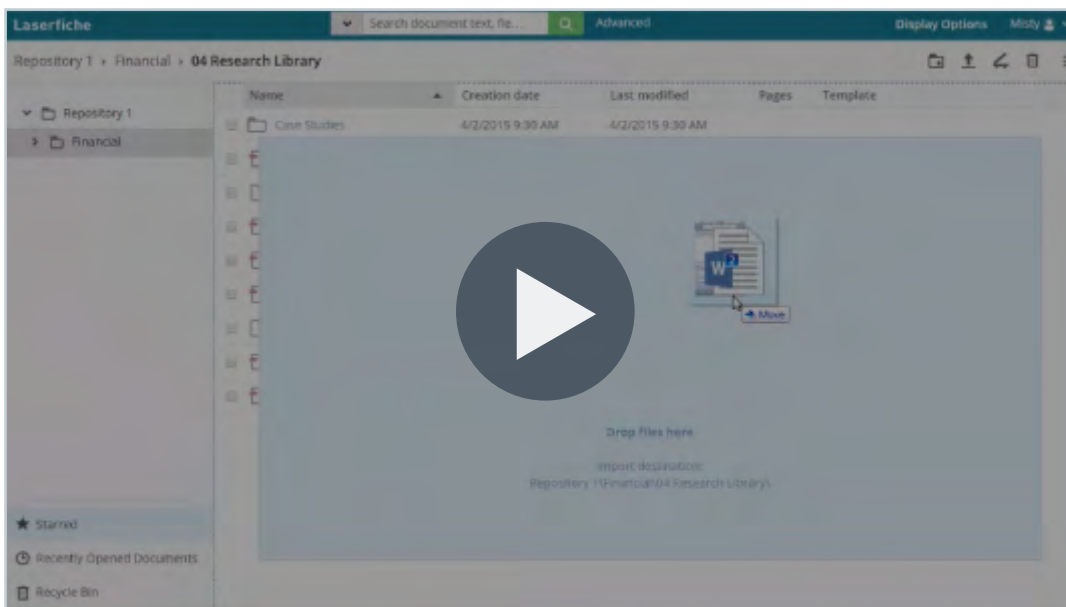 Laserfiche
Search document text, fie...
Advanced
Display Options
Misty
Repository 1 › Financial › 04 Research Library
Name
Creation date
Last modified
Pages
Template
Repository 1
Financial
Case Studies
4/2/2015 9:30 AM
4/2/2015 9:30 AM
W
2
Move
Drop files here
Import destination:
Repository 1\Financial\04 Research Library\
Starred
Recently Opened Documents
Recycle Bin